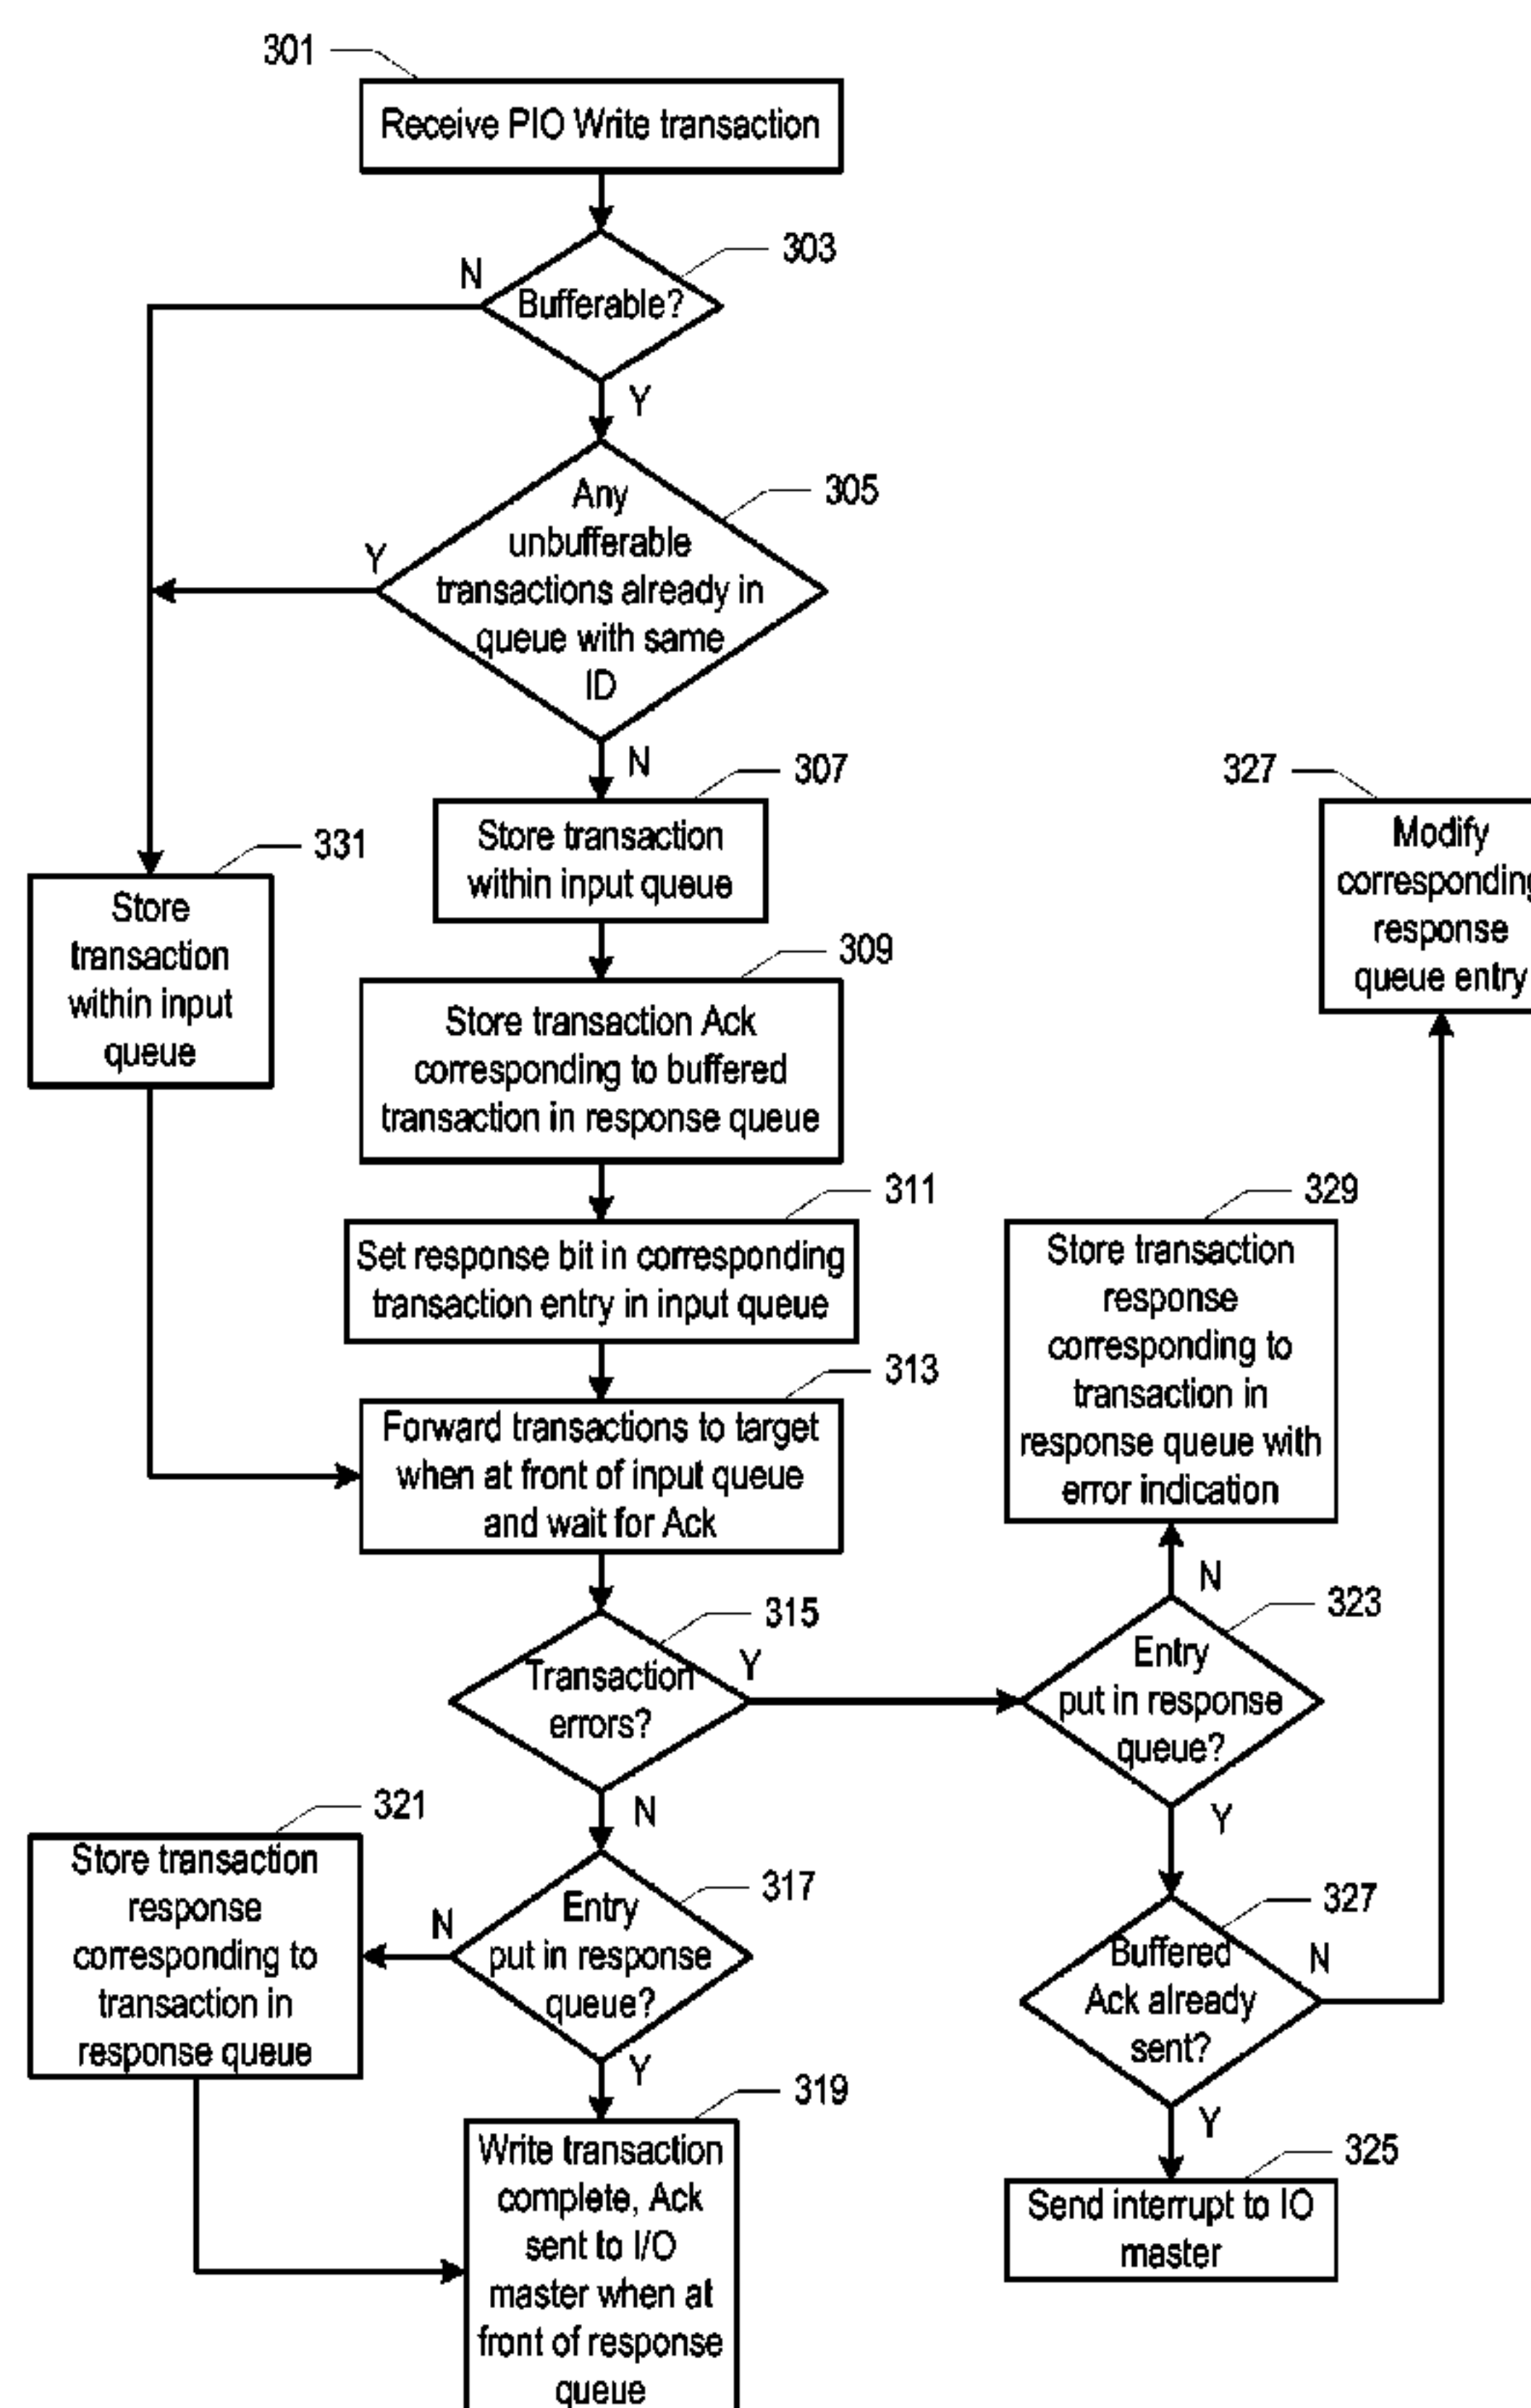 301
Receive PIO Write transaction
303
N
Bufferable?
Y
305
Any
unbufferable
transactions already in
queue with same
ID
Y
N
307
Store transaction
within input queue
331
Store
transaction
within input
queue
309
Store transaction Ack
corresponding to buffered
transaction in response queue
311
Set response bit in corresponding
transaction entry in input queue
313
Forward transactions to target
when at front of input queue
and wait for Ack
315
Transaction
errors?
Y
N
317
Entry
put in response
queue?
N
Y
321
Store transaction
response
corresponding to
transaction in
response queue
319
Write transaction
complete, Ack
sent to I/O
master when at
front of response
queue
323
Entry
put in response
queue?
N
Y
329
Store transaction
response
corresponding to
transaction in
response queue with
error indication
327
Buffered
Ack already
sent?
N
Y
325
Send interrupt to IO
master
327
Modify
corresponding
response
queue entry